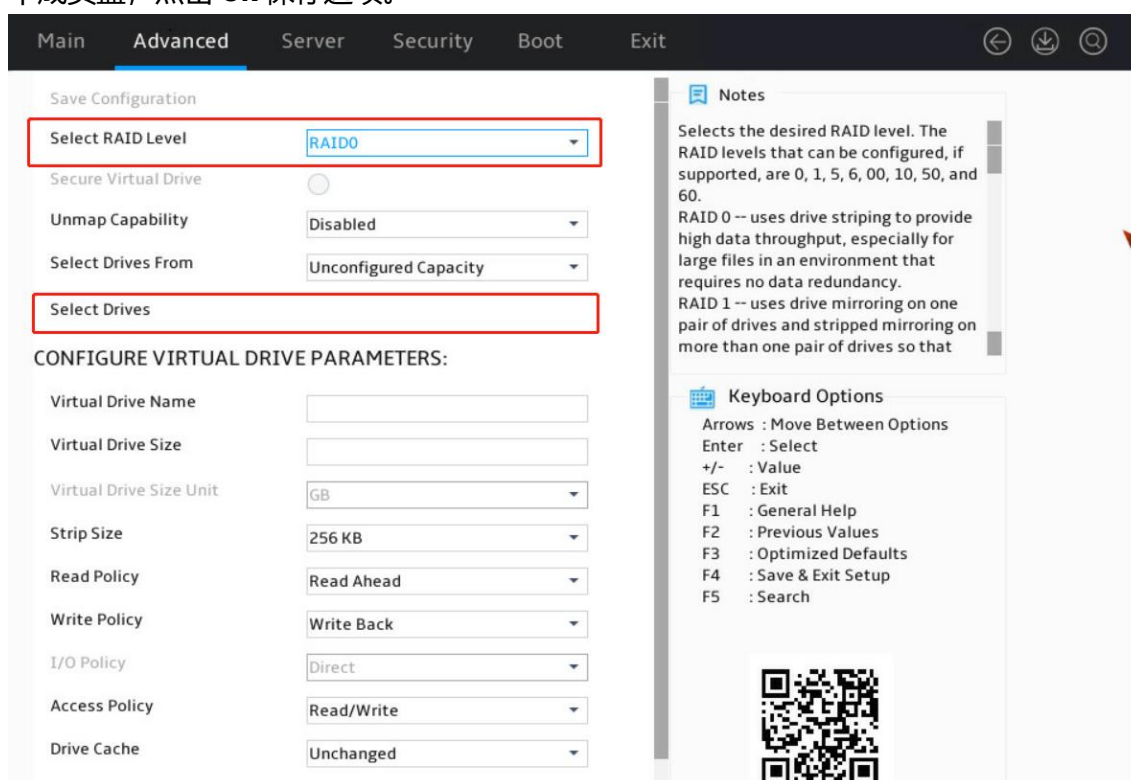 Main Advanced Server Security Boot Exit
Save Configuration
Select RAID Level RAID0
Secure Virtual Drive
Unmap Capability Disabled
Select Drives From Unconfigured Capacity
Select Drives
CONFIGURE VIRTUAL DRIVE PARAMETERS:
Virtual Drive Name
Virtual Drive Size
Virtual Drive Size Unit GB
Strip Size 256 KB
Read Policy Read Ahead
Write Policy Write Back
I/O Policy Direct
Access Policy Read/Write
Drive Cache Unchanged
Notes
Selects the desired RAID level. The
RAID levels that can be configured, if
supported, are 0, 1, 5, 6, 00, 10, 50, and
60.
RAID 0 -- uses drive striping to provide
high data throughput, especially for
large files in an environment that
requires no data redundancy.
RAID 1 -- uses drive mirroring on one
pair of drives and stripped mirroring on
more than one pair of drives so that
Keyboard Options
Arrows : Move Between Options
Enter : Select
+/- : Value
ESC : Exit
F1 : General Help
F2 : Previous Values
F3 : Optimized Defaults
F4 : Save & Exit Setup
F5 : Search